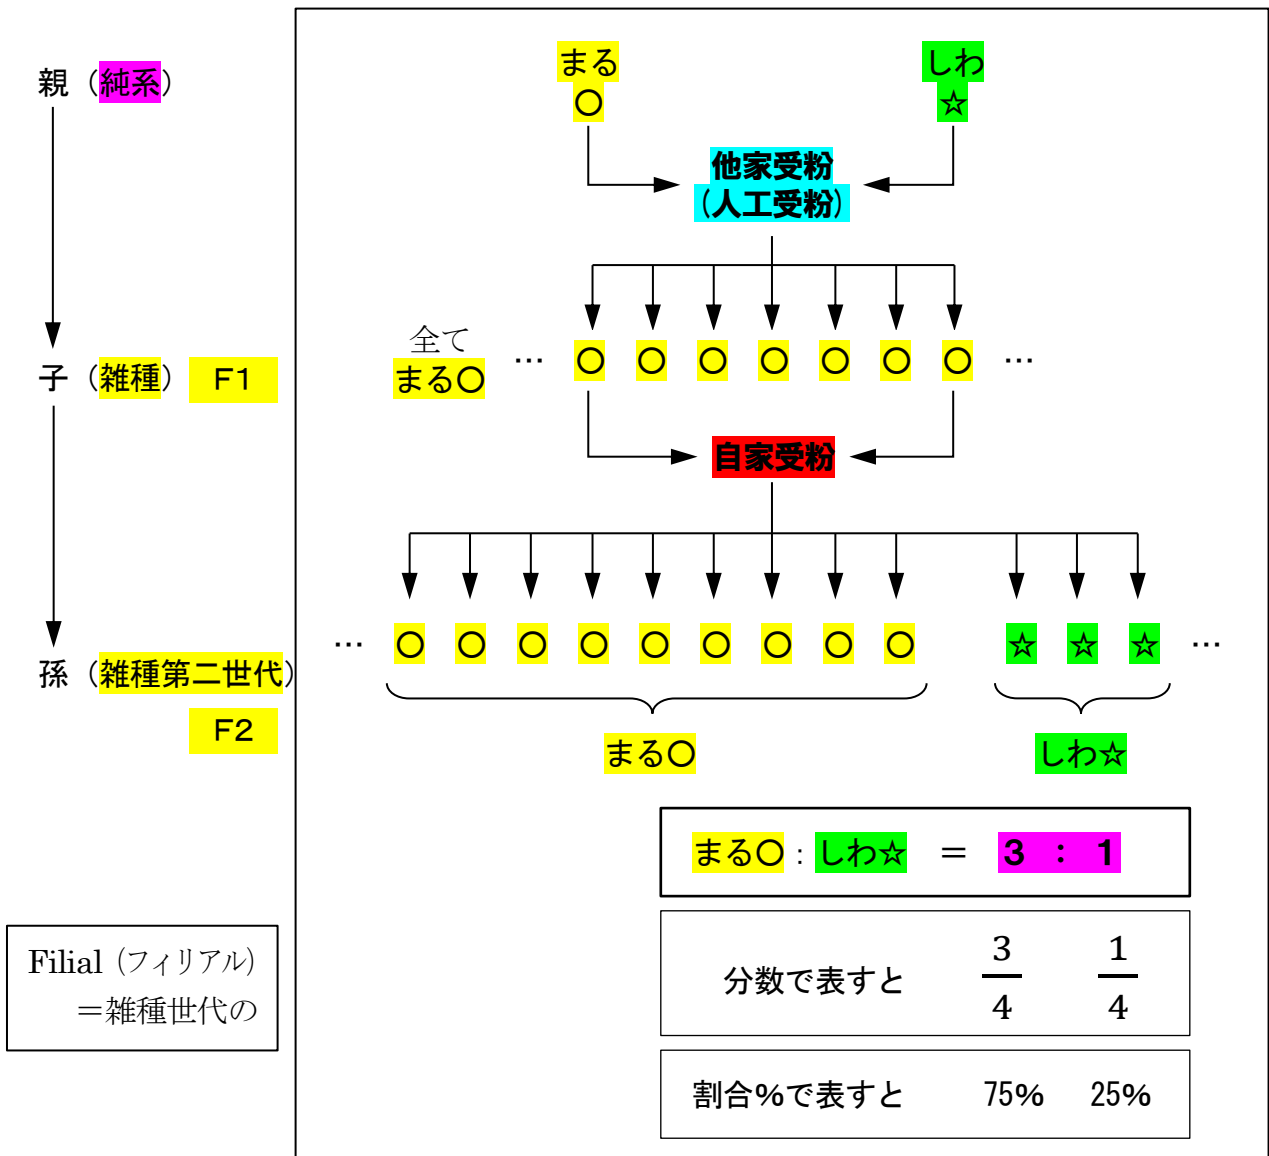 親（純系）
まる
〇
しわ
☆
他家受粉
（人工受粉）
子（雑種） F1
全て
まる〇
… 〇 〇 〇 〇 〇 〇 〇 …
自家受粉
孫（雑種第二世代）
F2
… 〇 〇 〇 〇 〇 〇 〇 〇 〇 ☆ ☆ ☆ …
まる〇
しわ☆
まる〇：しわ☆ ＝ 3 : 1
分数で表すと 3/4 1/4
割合%で表すと 75% 25%
Filial（フィリアル）
＝雑種世代の